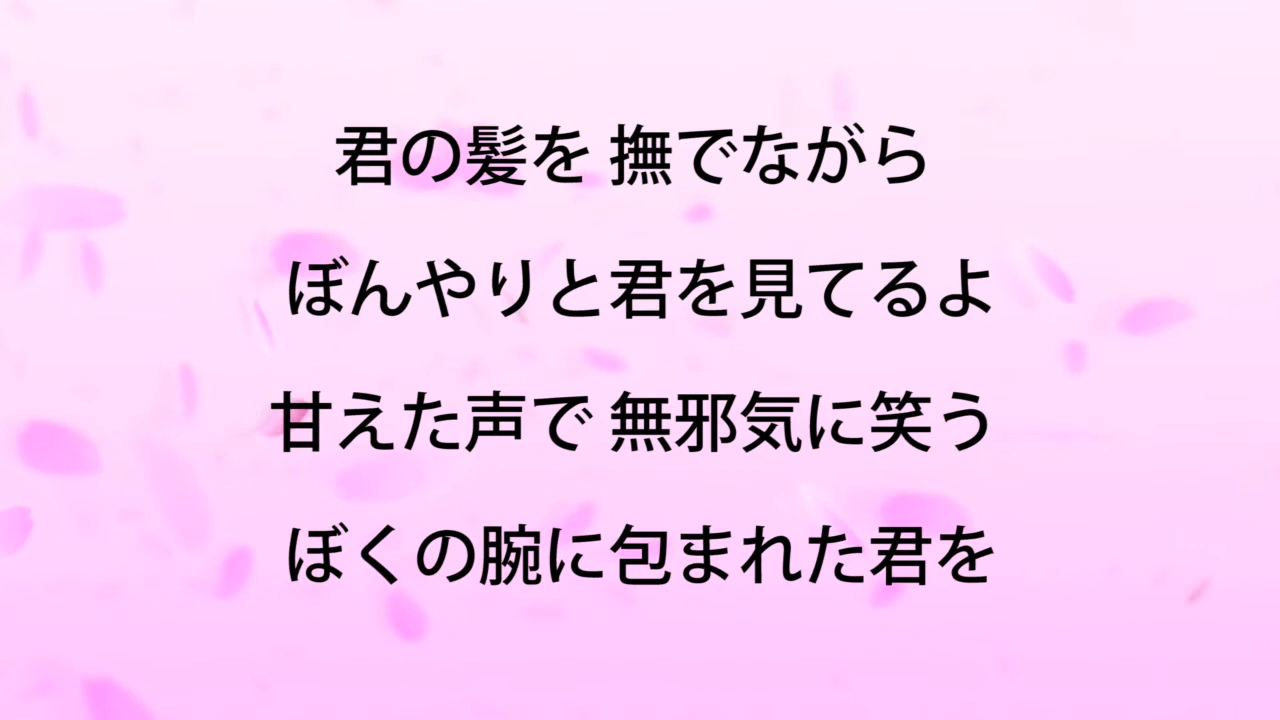 君の髪を 撫でながら
ぼんやりと君を見てるよ
甘えた声で 無邪気に笑う
ぼくの腕に包まれた君を